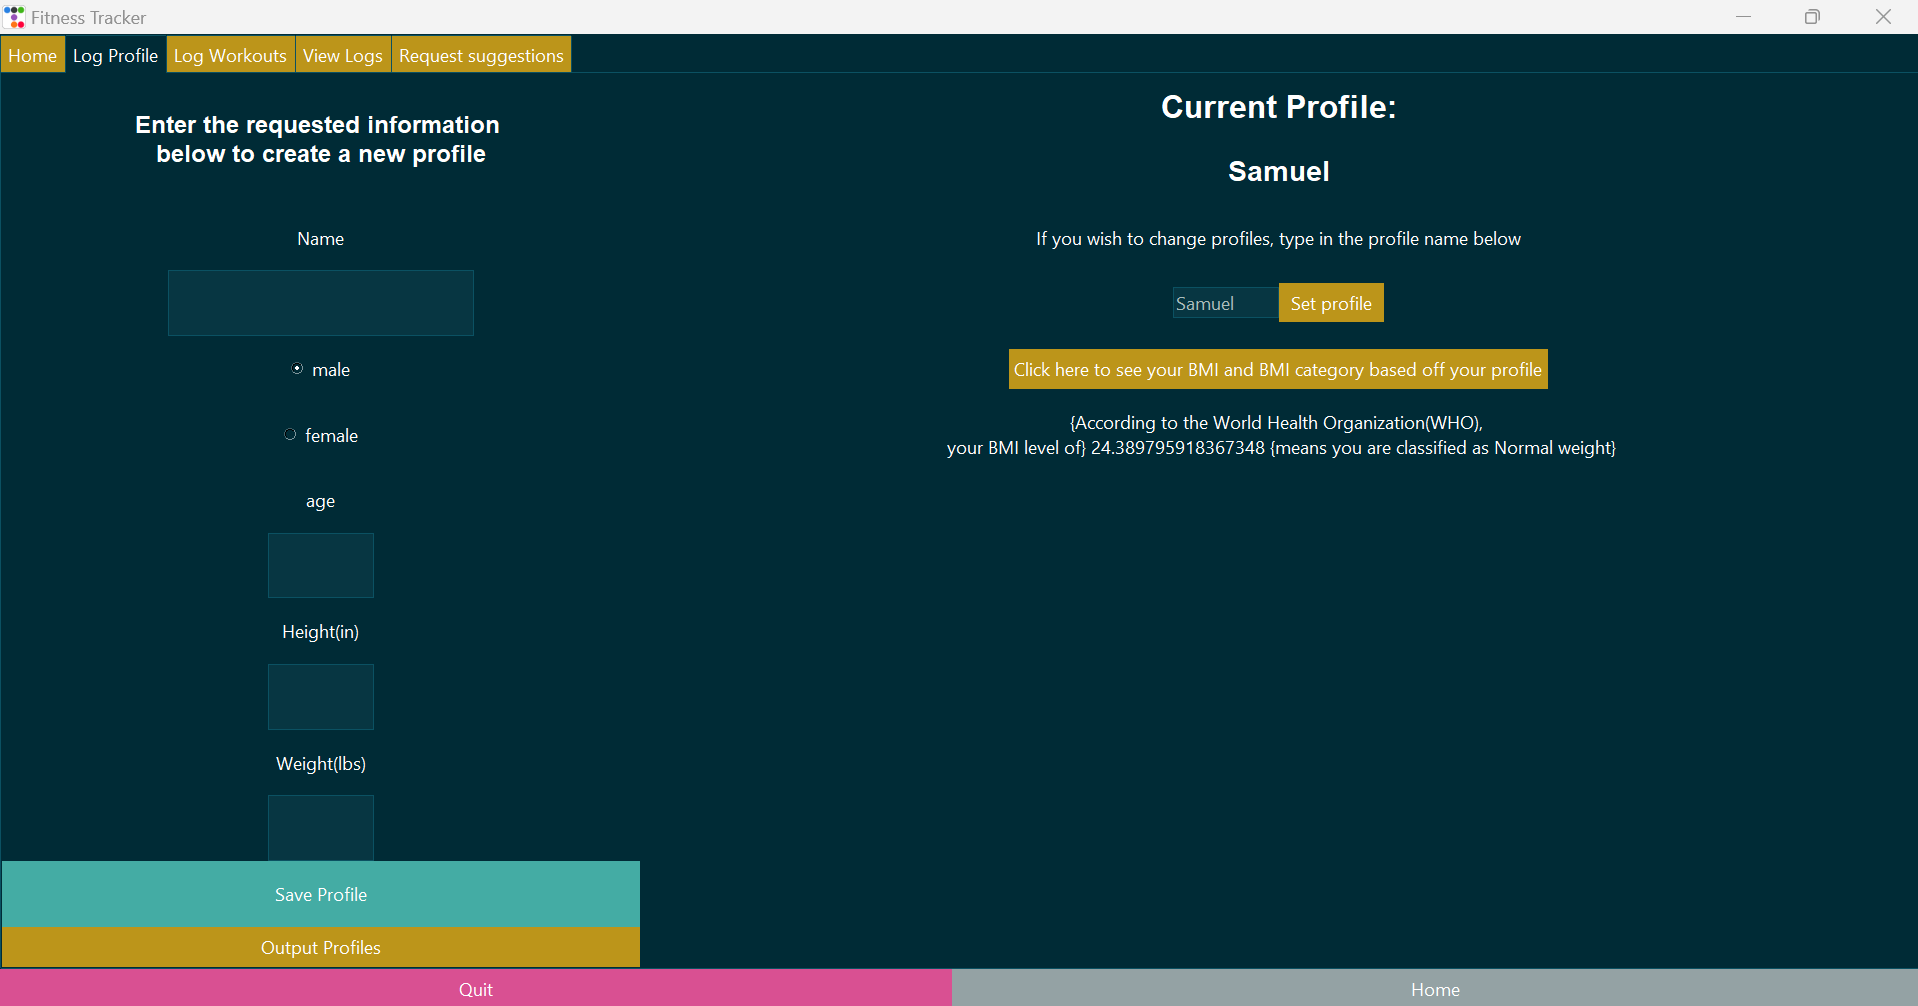 Fitness Tracker
Home Log Profile Log Workouts View Logs Request suggestions
Enter the requested information
below to create a new profile
Name
male
female
age
Height(in)
Weight(lbs)
Save Profile
Output Profiles
Current Profile:
Samuel
If you wish to change profiles, type in the profile name below
Samuel Set profile
Click here to see your BMI and BMI category based off your profile
{According to the World Health Organization(WHO),
your BMI level of} 24.389795918367348 {means you are classified as Normal weight}
Quit Home